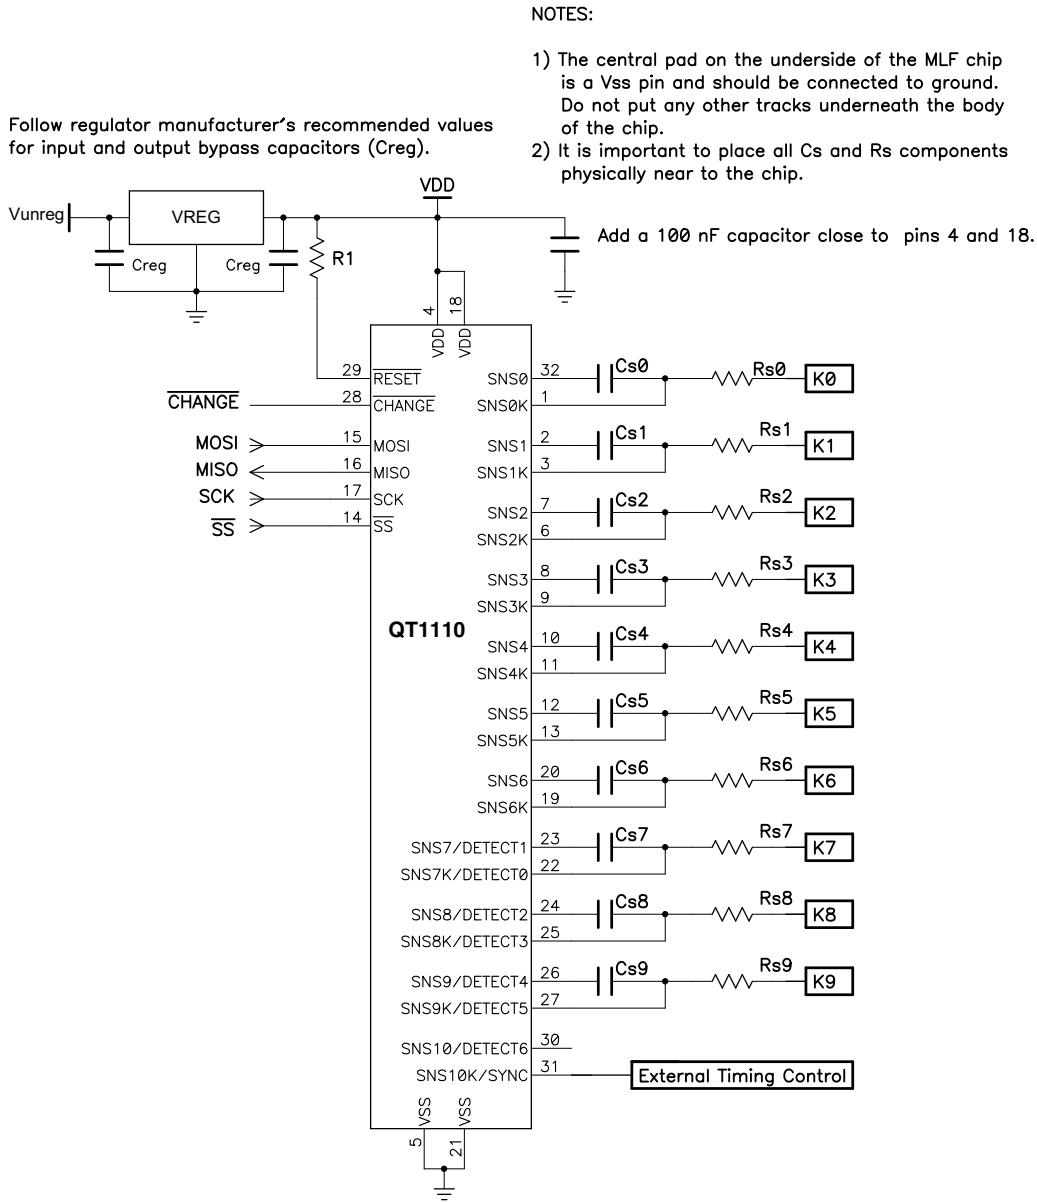 NOTES:
1) The central pad on the underside of the MLF chip
is a Vss pin and should be connected to ground.
Do not put any other tracks underneath the body
of the chip.
2) It is important to place all Cs and Rs components
physically near to the chip.
Follow regulator manufacturer's recommended values
for input and output bypass capacitors (Creg).
VDD
Vunreg
VREG
Creg
Creg
R1
Add a 100 nF capacitor close to pins 4 and 18.
4
18
VDD
VDD
29
RESET
CHANGE
28
CHANGE
MOSI
15
MOSI
MISO
16
MISO
SCK
17
SCK
SS
14
SS
QT1110
SNS0
32
Cs0
Rs0
K0
SNS0K
1
SNS1
2
Cs1
Rs1
K1
SNS1K
3
SNS2
7
Cs2
Rs2
K2
SNS2K
6
SNS3
8
Cs3
Rs3
K3
SNS3K
9
SNS4
10
Cs4
Rs4
K4
SNS4K
11
SNS5
12
Cs5
Rs5
K5
SNS5K
13
SNS6
20
Cs6
Rs6
K6
SNS6K
19
SNS7/DETECT1
23
Cs7
Rs7
K7
SNS7K/DETECT0
22
SNS8/DETECT2
24
Cs8
Rs8
K8
SNS8K/DETECT3
25
SNS9/DETECT4
26
Cs9
Rs9
K9
SNS9K/DETECT5
27
SNS10/DETECT6
30
SNS10K/SYNC
31
External Timing Control
VSS
VSS
5
21